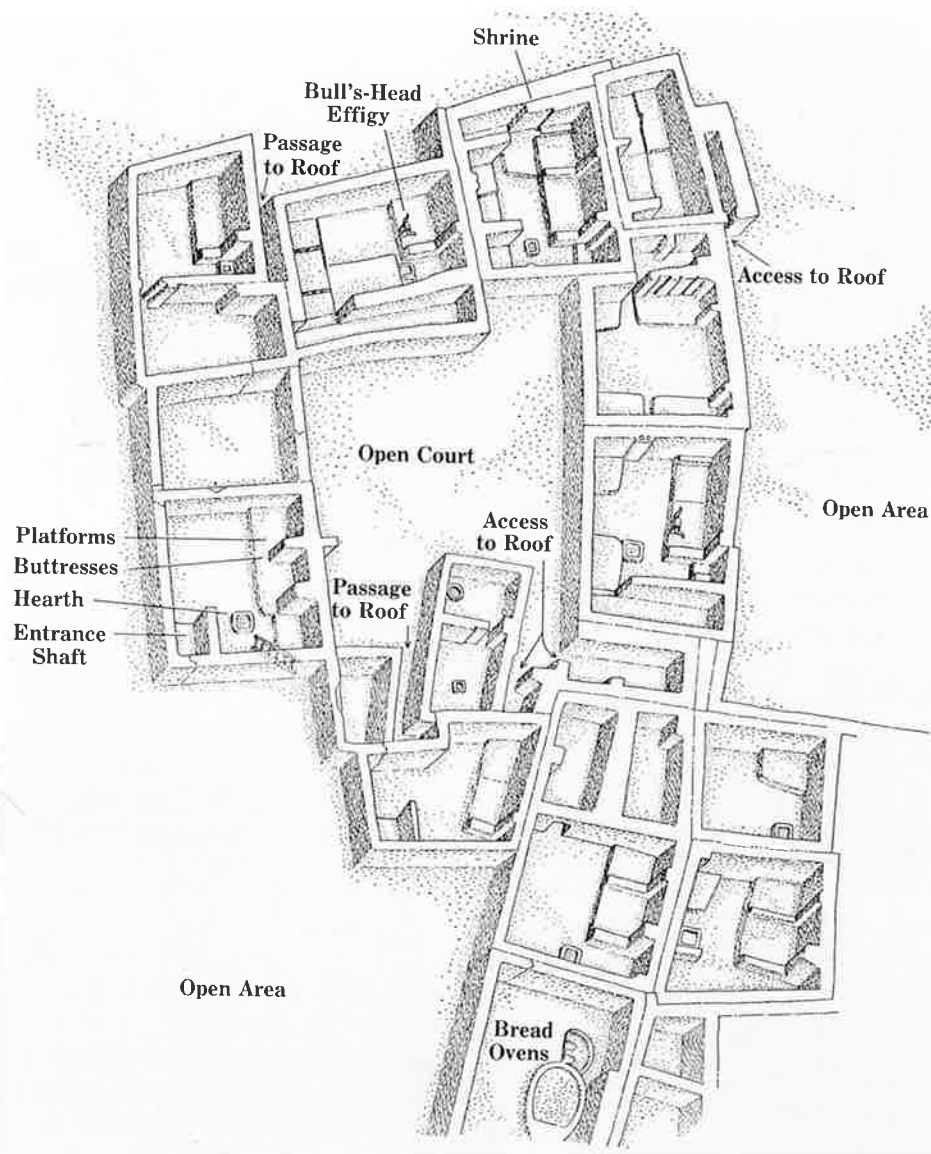 Shrine
Bull's-Head
Effigy
Passage
to Roof
Access to Roof
Open Court
Open Area
Platforms
Buttresses
Hearth
Entrance
Shaft
Access
to Roof
Passage
to Roof
Open Area
Bread
Ovens